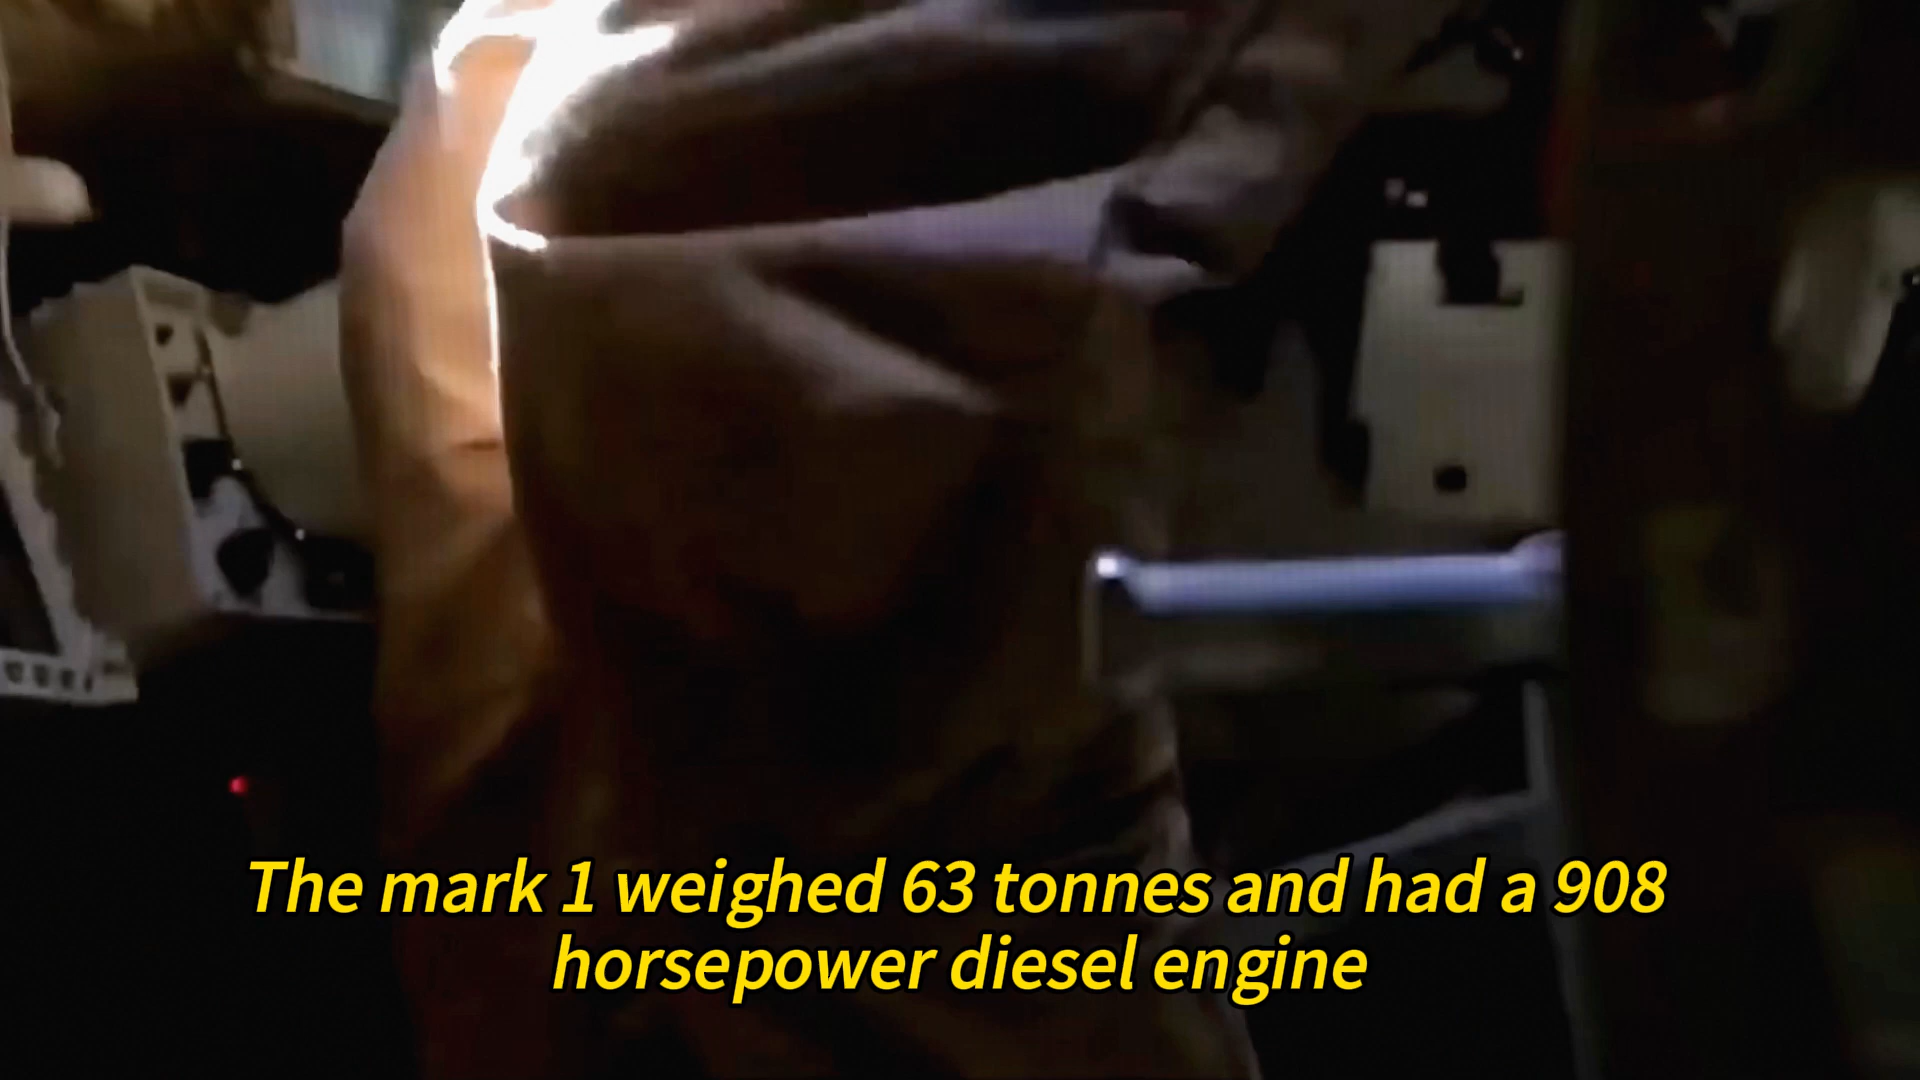 The mark 1 weighed 63 tonnes and had a 908
horsepower diesel engine